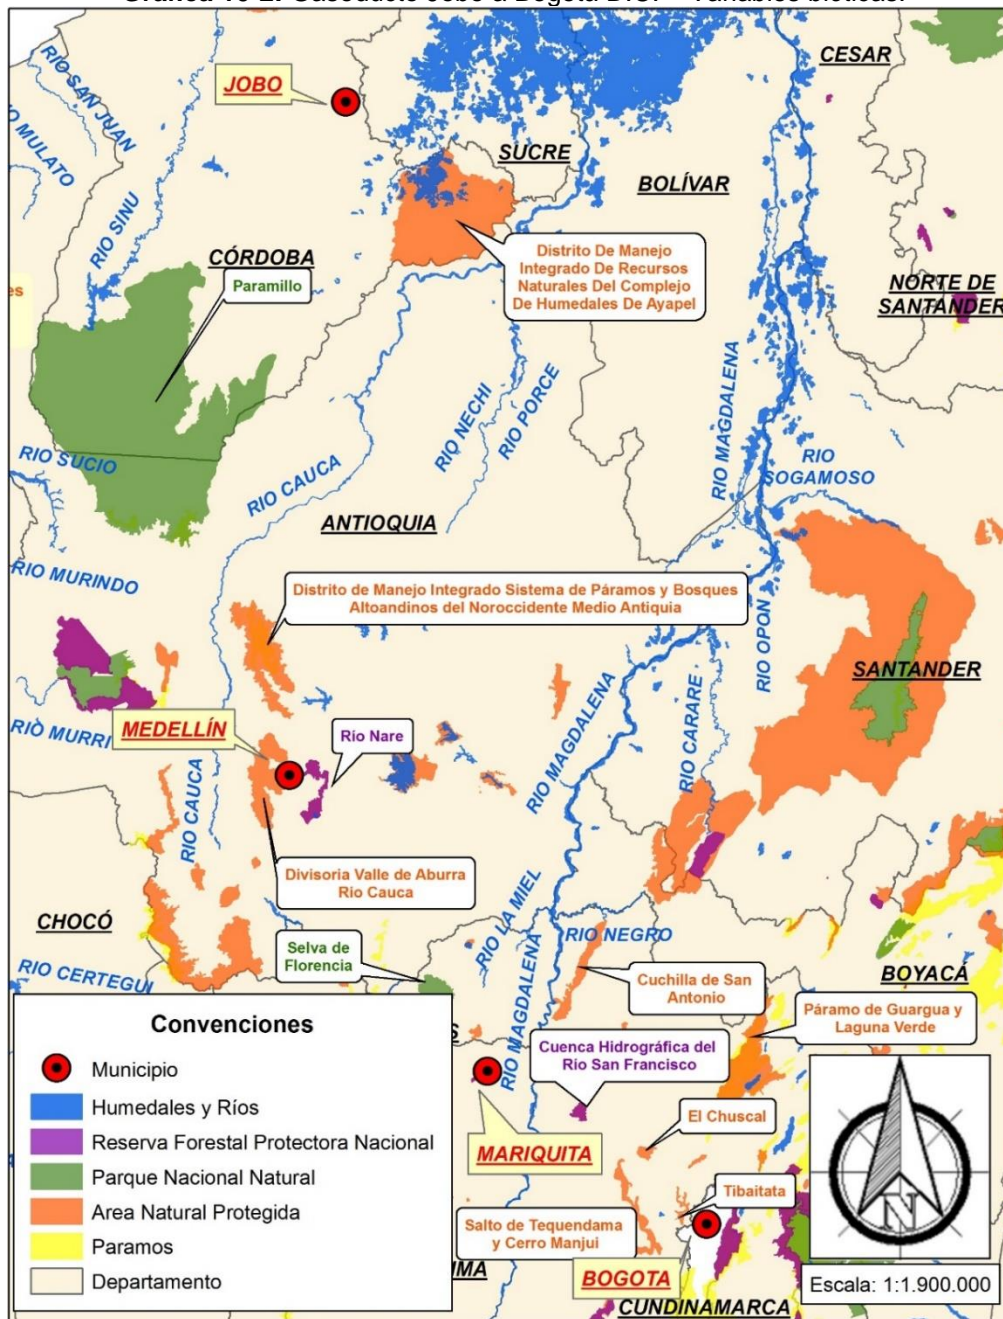 RIO SAN JUAN
MULATO
JOBO
CESAR
SUCRE
BOLÍVAR
RIO SINU
CÓRDOBA
Paramillo
Distrito De Manejo
Integrado De Recursos
Naturales Del Complejo
De Humedales De Ayapel
NORTE DE
SANTANDER
es
RIO NECHI
RIO PORCE
RIO MAGDALENA
RIO
SOGAMOSO
RIO SUCIO
RIO CAUCA
ANTIOQUIA
RIO MURINDO
Distrito de Manejo Integrado Sistema de Páramos y Bosques
Altoandinos del Noroccidente Medio Antiquia
RIO OPON
SANTANDER
RIO CARARE
RIO MAGDALENA
RIO MURRI
MEDELLÍN
Rio Nare
RIO CAUCA
Divisoria Valle de Aburra
Rio Cauca
CHOCÓ
RIO LA MIEL
RIO NEGRO
Selva de
Florencia
RIO CERTEGUI
RIO MAGDALENA
Cuchilla de San
Antonio
BOYACÁ
Páramo de Guargua y
Laguna Verde
S
Cuenca Hidrográfica del
Rio San Francisco
MARIQUITA
El Chuscal
Tibaitata
Salto de Tequendama
y Cerro Manjui
IMA
BOGOTA
CUNDINAMARCA
Convenciones
Municipio
Humedales y Ríos
Reserva Forestal Protectora Nacional
Parque Nacional Natural
Area Natural Protegida
Paramos
Departamento
N
Escala: 1:1.900.000